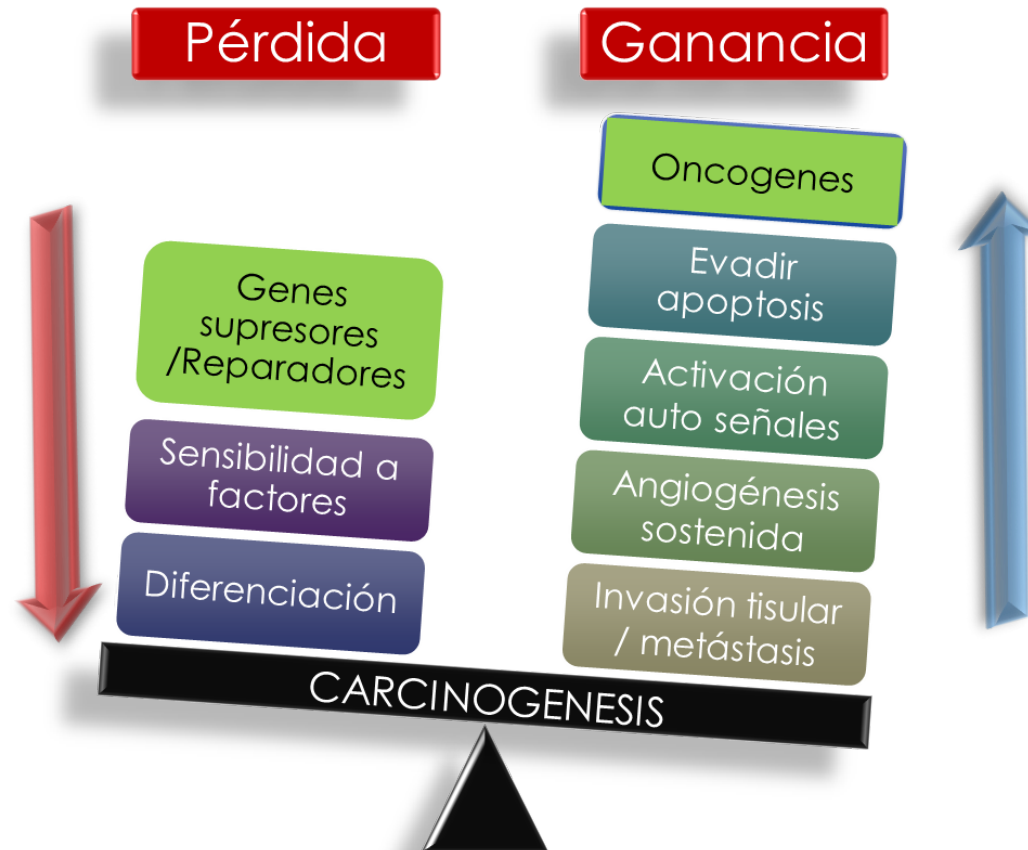 Pérdida
Ganancia
Genes
supresores
/Reparadores
Sensibilidad a
factores
Diferenciación
Oncogenes
Evadir
apoptosis
Activación
auto señales
Angiogénesis
sostenida
Invasión tisular
/ metástasis
CARCINOGENESIS